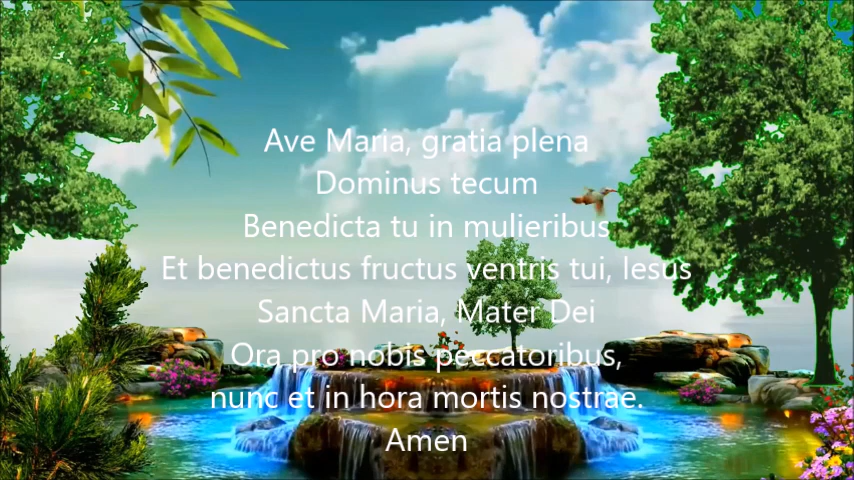 Ave Maria, gratia plena
Dominus tecum
Benedicta tu in mulieribus
Et benedictus fructus ventris tui, Iesus
Sancta Maria, Mater Dei
Ora pro nobis peccatoribus,
nunc et in hora mortis nostrae.
Amen